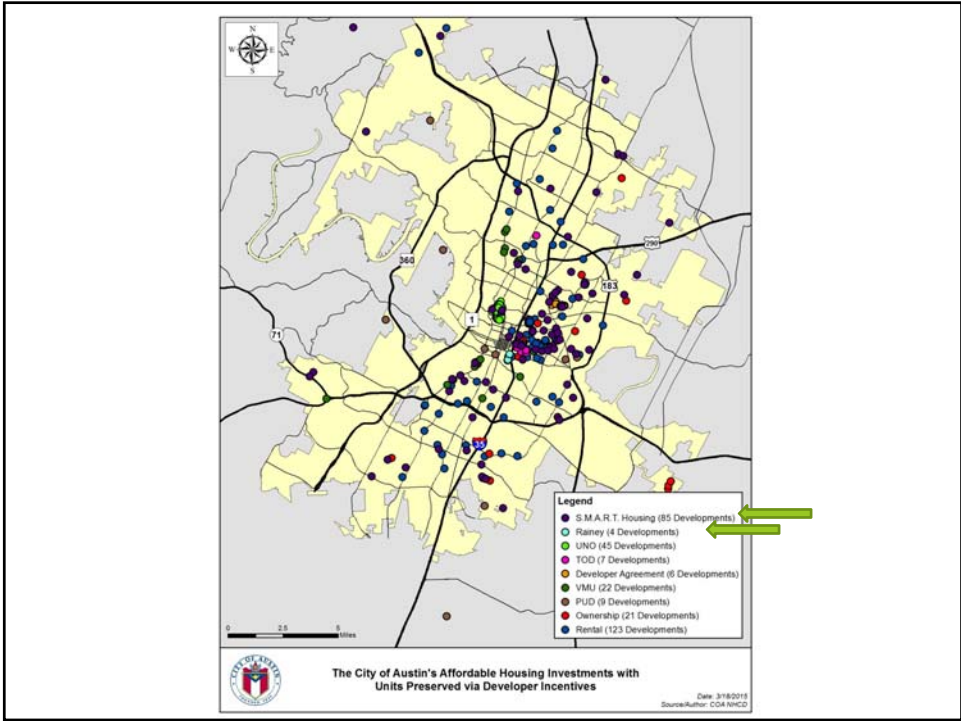 N
W
E
S
290
360
183
1
71
35
Legend
S.M.A.R.T. Housing (85 Developments)
Rainey (4 Developments)
UNO (45 Developments)
TOD (7 Developments)
Developer Agreement (6 Developments)
VMU (22 Developments)
PUD (9 Developments)
Ownership (21 Developments)
Rental (123 Developments)
0 2.5 5
Miles
CITY OF AUSTIN
The City of Austin's Affordable Housing Investments with
Units Preserved via Developer Incentives
Date: 3/18/2015
Source/Author: COA NHCD